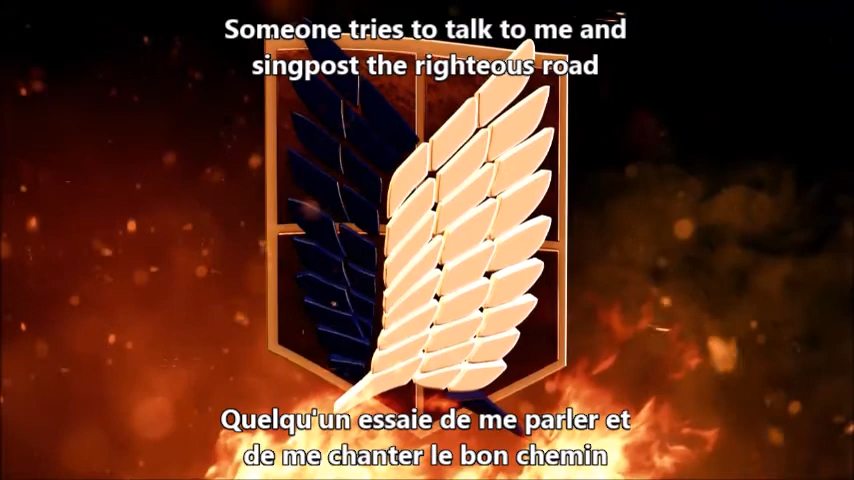 Someone tries to talk to me and
singpost the righteous road
Quelqu'un essaie de me parler et
de me chanter le bon chemin